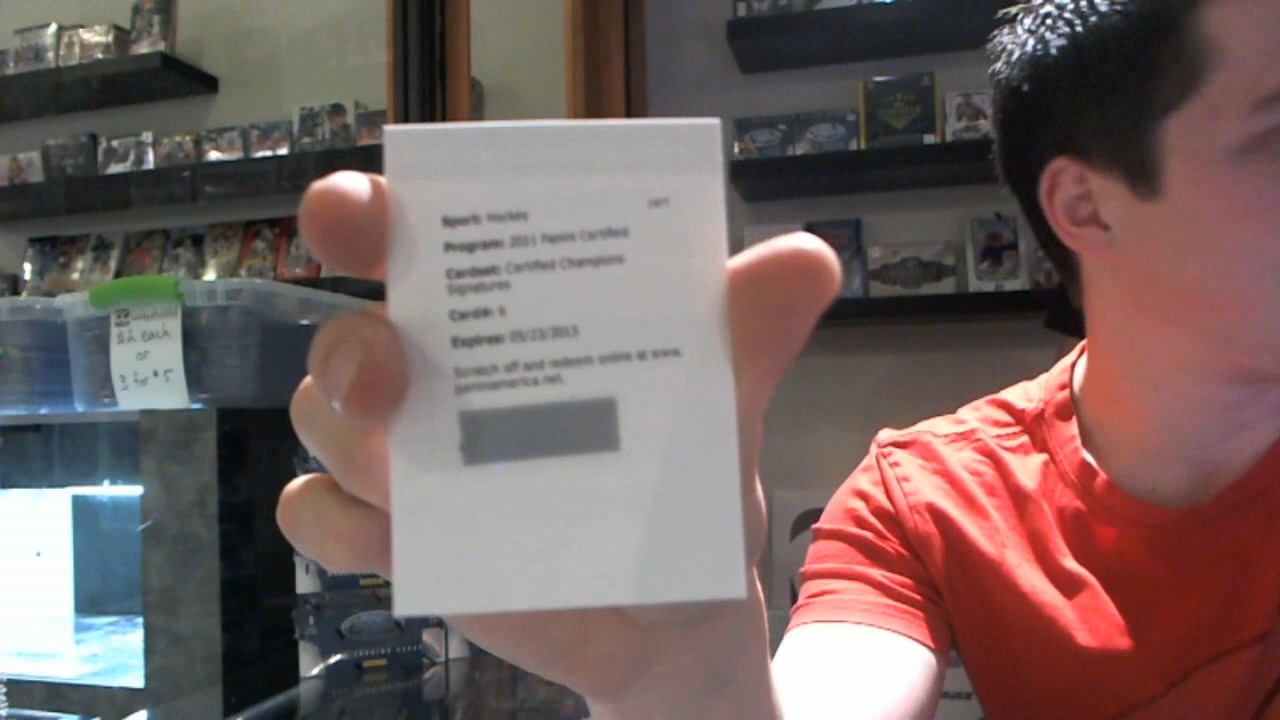 Sport: Hockey
Program: 2011 Panini Certified
Cardset: Certified Champions
Signatures
Card#: 6
Expires: 05/23/2013
Scratch off and redeem online at www.
paniniamerica.net.
$2 each
or
3 for $5